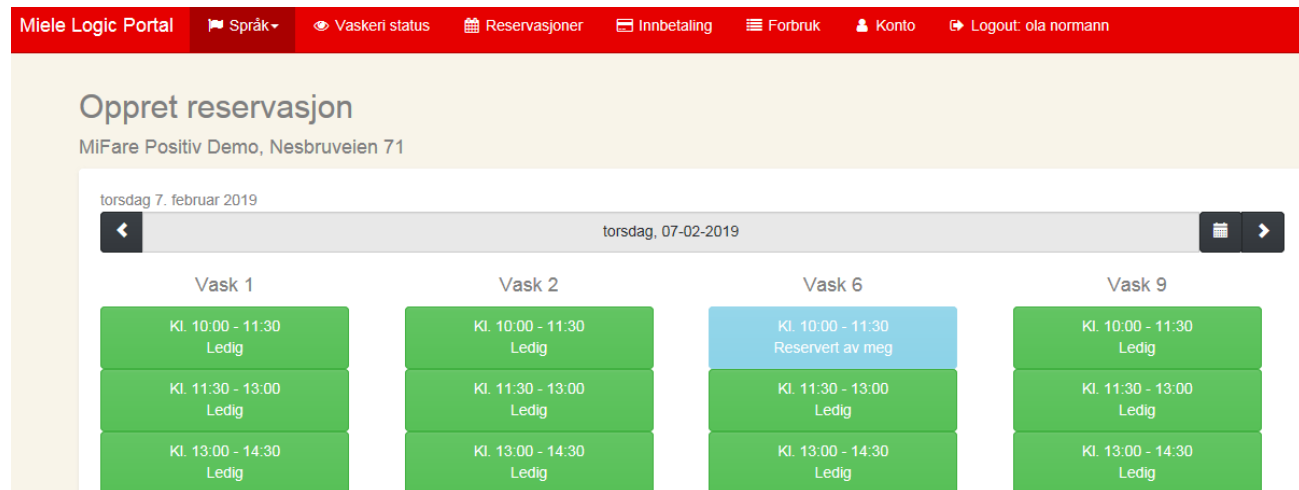 Miele Logic Portal Språk Vaskeri status Reservasjoner Innbetaling Forbruk Konto Logout: ola normann
Oppret reservasjon
MiFare Positiv Demo, Nesbruveien 71
torsdag 7. februar 2019
torsdag, 07-02-2019
Vask 1 Vask 2 Vask 6 Vask 9
Kl. 10:00 - 11:30 Kl. 10:00 - 11:30 Kl. 10:00 - 11:30 Kl. 10:00 - 11:30
Ledig Ledig Reservert av meg Ledig
Kl. 11:30 - 13:00 Kl. 11:30 - 13:00 Kl. 11:30 - 13:00 Kl. 11:30 - 13:00
Ledig Ledig Ledig Ledig
Kl. 13:00 - 14:30 Kl. 13:00 - 14:30 Kl. 13:00 - 14:30 Kl. 13:00 - 14:30
Ledig Ledig Ledig Ledig